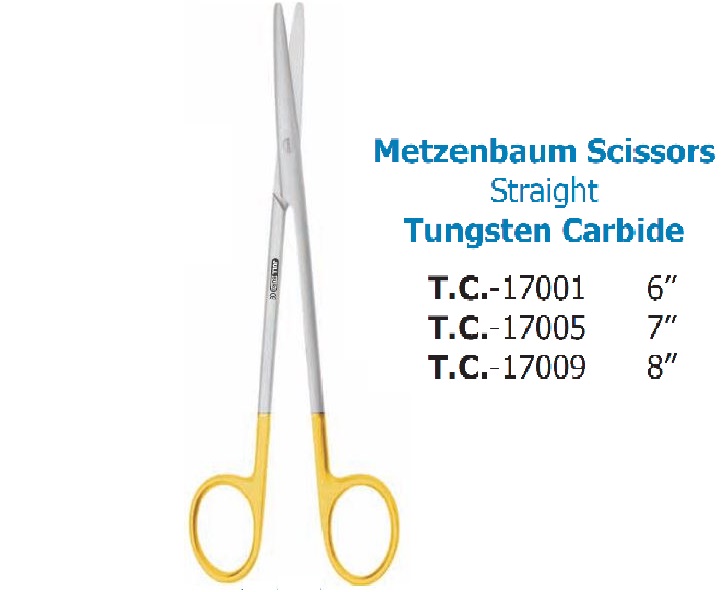 Metzenbaum Scissors
Straight
Tungsten Carbide
T.C.-17001 6”
T.C.-17005 7”
T.C.-17009 8”